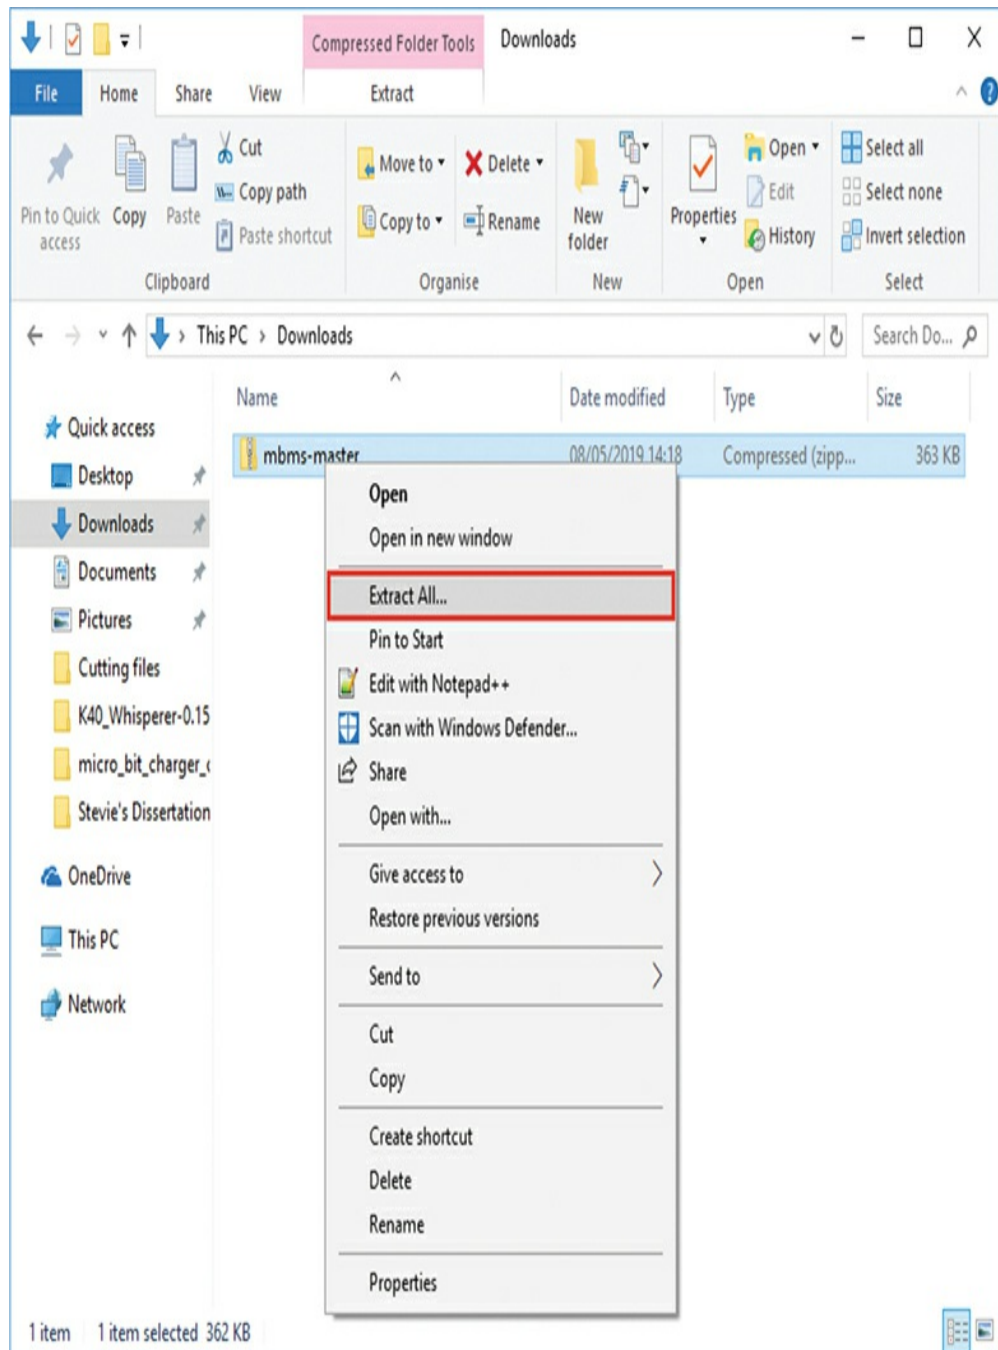 Compressed Folder Tools
Downloads
File
Home
Share
View
Extract
Pin to Quick access
Copy
Paste
Cut
Copy path
Paste shortcut
Clipboard
Move to
Copy to
Delete
Rename
Organise
New folder
New
Properties
Open
Edit
History
Open
Select all
Select none
Invert selection
Select
This PC > Downloads
Search Do...
Name
Date modified
Type
Size
Quick access
Desktop
Downloads
Documents
Pictures
Cutting files
K40_Whisperer-0.15
micro_bit_charger_c
Stevie's Dissertation
OneDrive
This PC
Network
mbms-master 08/05/2019 14:18 Compressed (zipp... 363 KB
Open
Open in new window
Extract All...
Pin to Start
Edit with Notepad++
Scan with Windows Defender...
Share
Open with...
Give access to
Restore previous versions
Send to
Cut
Copy
Create shortcut
Delete
Rename
Properties
1 item 1 item selected 362 KB